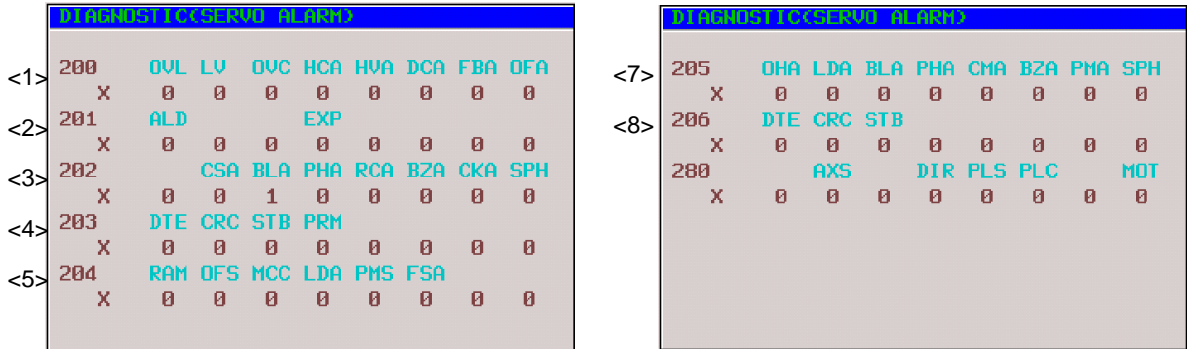 DIAGNOSTIC(SERVO ALARM)
<1> 200 OVL LV OVC HCA HVA DCA FBA OFA
X 0 0 0 0 0 0 0 0
<2> 201 ALD EXP
X 0 0 0 0 0 0 0 0
<3> 202 CSA BLA PHA RCA BZA CKA SPH
X 0 0 1 0 0 0 0 0
<4> 203 DTE CRC STB PRM
X 0 0 0 0 0 0 0 0
<5> 204 RAM OFS MCC LDA PMS FSA
X 0 0 0 0 0 0 0 0
DIAGNOSTIC(SERVO ALARM)
<7> 205 OHA LDA BLA PHA CMA BZA PMA SPH
X 0 0 0 0 0 0 0 0
<8> 206 DTE CRC STB
X 0 0 0 0 0 0 0 0
280 AXS DIR PLS PLC MOT
X 0 0 0 0 0 0 0 0